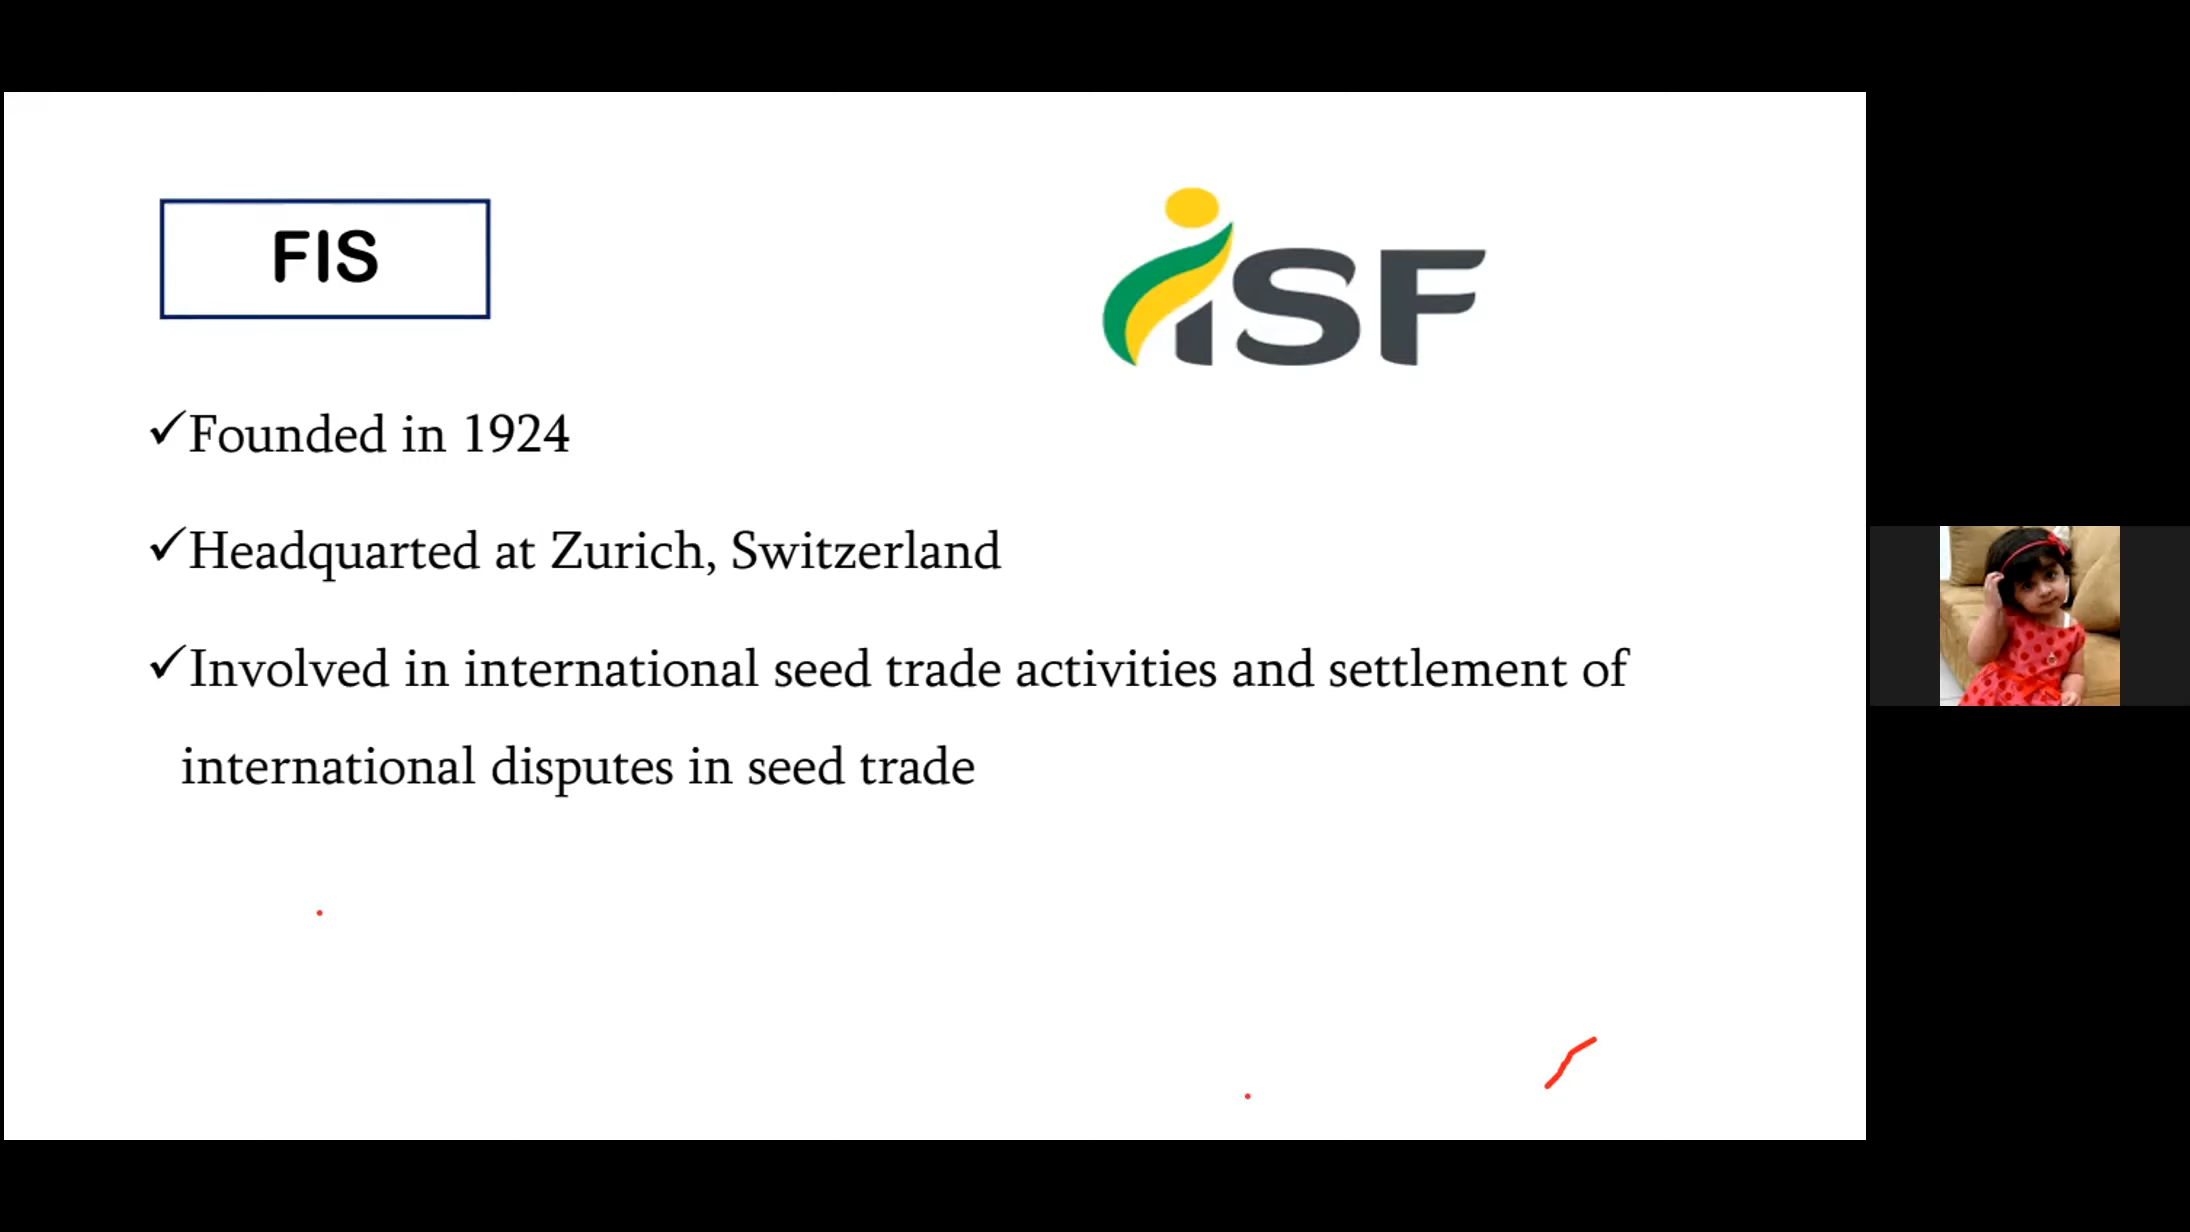 FIS
iSF
✓Founded in 1924
✓Headquarted at Zurich, Switzerland
✓Involved in international seed trade activities and settlement of
international disputes in seed trade